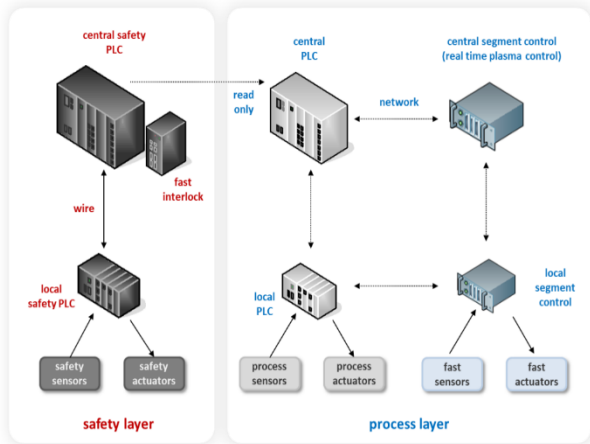 central safety
PLC
central
PLC
central segment control
(real time plasma control)
read
only
network
fast
interlock
wire
local
safety PLC
local
PLC
local
segment
control
safety
sensors
safety
actuators
process
sensors
process
actuators
fast
sensors
fast
actuators
safety layer
process layer